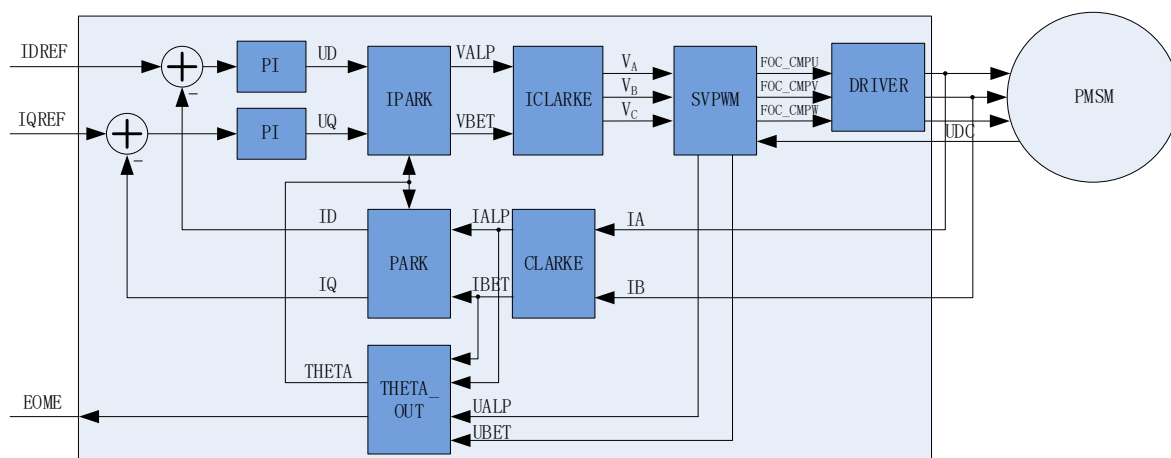 IDREF
PI
UD
IPARK
VALP
ICLARKE
VA
VB
VC
SVPWM
FOC_CMPU
FOC_CMPV
FOC_CMPW
DRIVER
PMSM
IQREF
PI
UQ
VBET
UDC
ID
PARK
IALP
CLARKE
IA
IQ
IBET
IB
THETA
THETA_
OUT
EOME
UALP
UBET